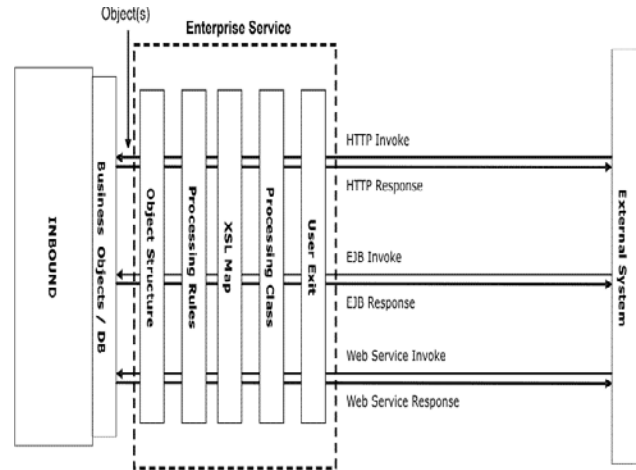 Object(s)
Enterprise Service
INBOUND
Business Objects / DB
Object Structure
Processing Rules
XSL Map
Processing Class
User Exit
HTTP Invoke
HTTP Response
EJB Invoke
EJB Response
Web Service Invoke
Web Service Response
External System